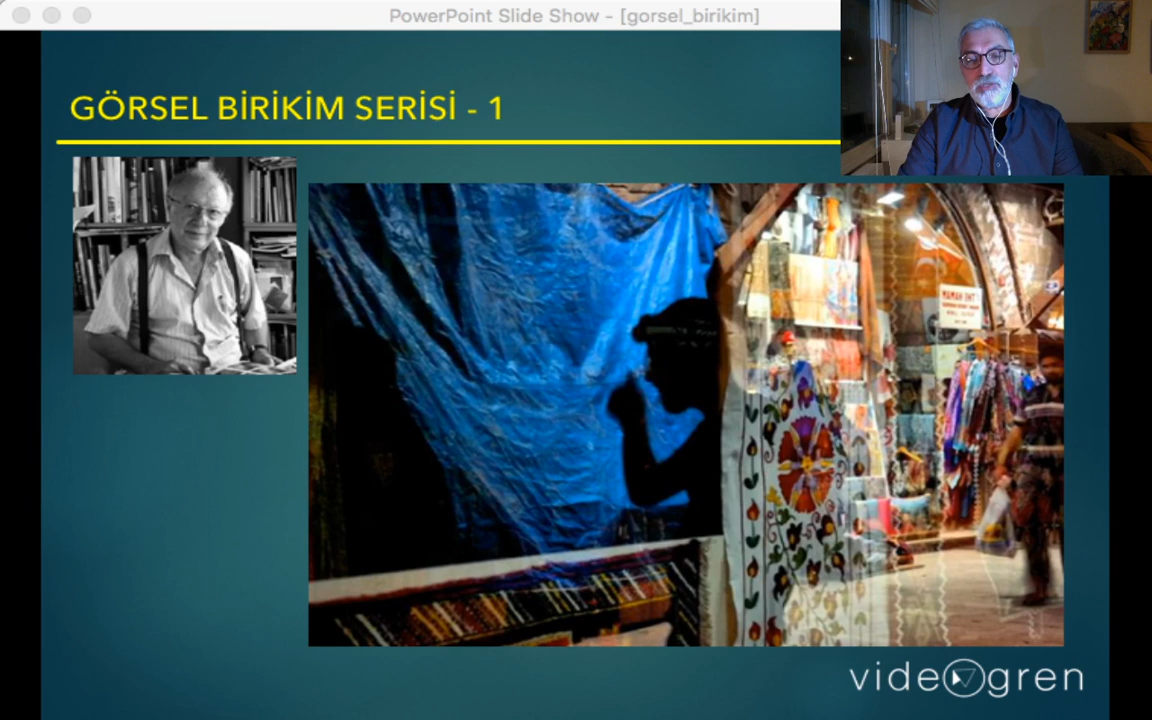 PowerPoint Slide Show - [gorsel_birikim]
GÖRSEL BİRİKİM SERİSİ - 1
videogren